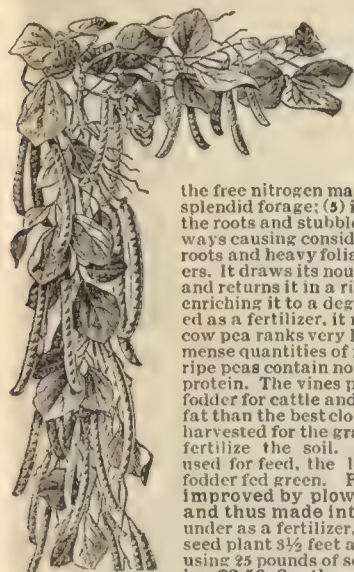 the free nitrogen ma
splendid forage; (5) i
the roots and stubble
ways causing consid
roots and heavy folia
ers. It draws its nou
and returns it in a ri
enriching it to a deg
ed as a fertilizer, it
cow pea ranks very
mense quantities of
ripe peas contain no
protein. The vines p
fodder for cattle and
fat than the best clo
harvested for the gra
fertilize the soil.
used for feed, the l
fodder fed green. F
improved by plow
and thus made int
under as a fertilizer,
seed plant 3½ feet a
using 25 pounds of se